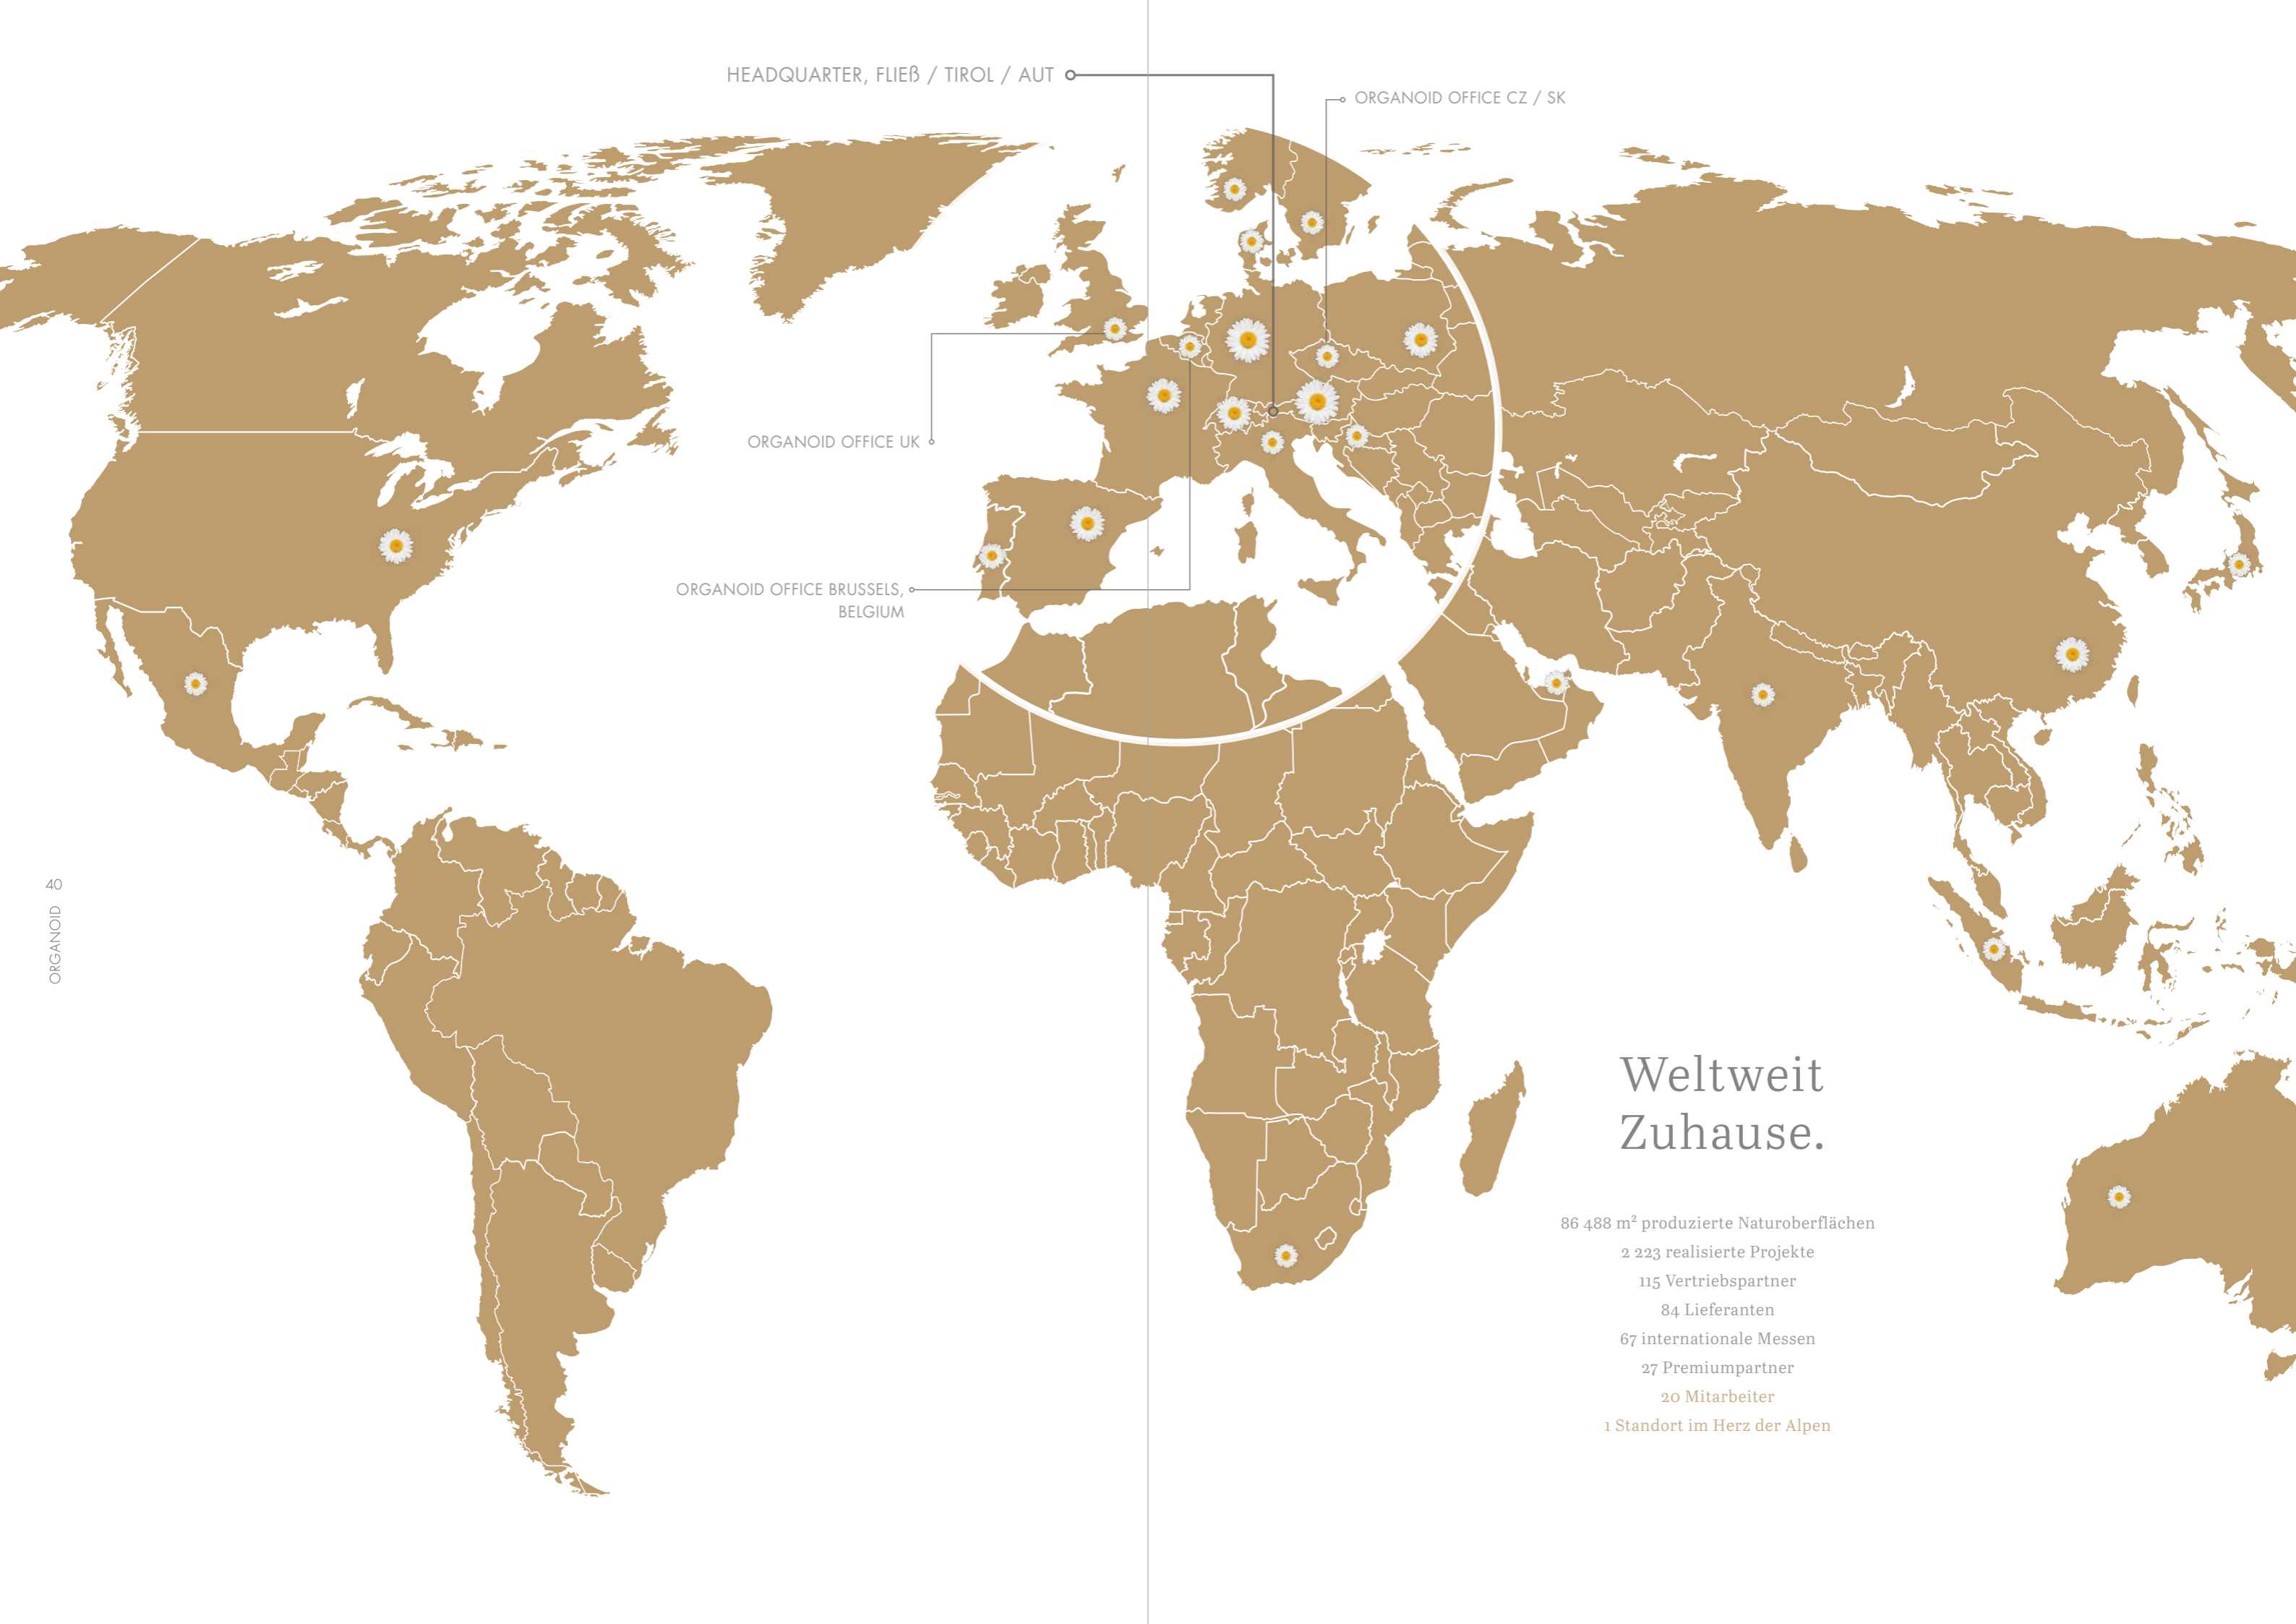 HEADQUARTER, FLIEß / TIROL / AUT
ORGANOID OFFICE CZ / SK
ORGANOID OFFICE UK
ORGANOID OFFICE BRUSSELS,
BELGIUM
40
ORGANOID
Weltweit
Zuhause.
86 488 m² produzierte Naturoberflächen
2 223 realisierte Projekte
115 Vertriebspartner
84 Lieferanten
67 internationale Messen
27 Premiumpartner
20 Mitarbeiter
1 Standort im Herz der Alpen